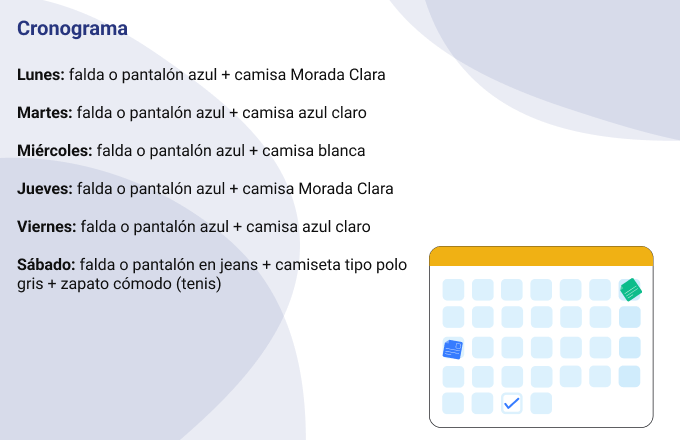 Cronograma
Lunes: falda o pantalón azul + camisa Morada Clara
Martes: falda o pantalón azul + camisa azul claro
Miércoles: falda o pantalón azul + camisa blanca
Jueves: falda o pantalón azul + camisa Morada Clara
Viernes: falda o pantalón azul + camisa azul claro
Sábado: falda o pantalón en jeans + camiseta tipo polo
gris + zapato cómodo (tenis)